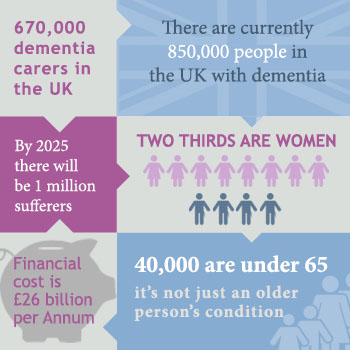 670,000
dementia
carers in
the UK
There are currently
850,000 people in
the UK with dementia
By 2025
there will
be 1 million
sufferers
TWO THIRDS ARE WOMEN
Financial
cost is
£26 billion
per Annum
40,000 are under 65
it's not just an older
person's condition